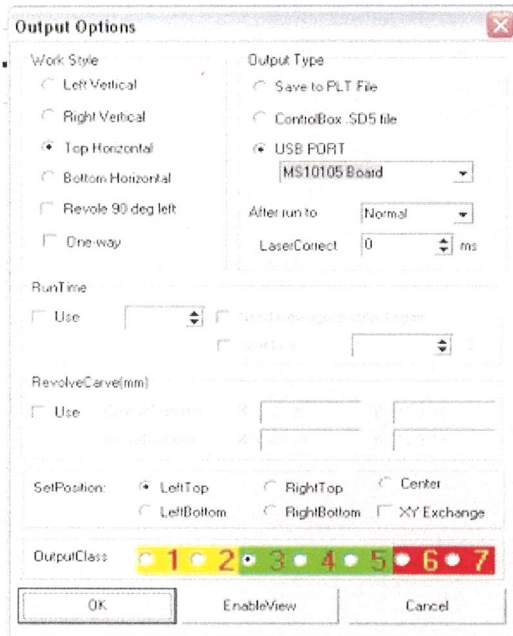 Output Options
Work Style
Left Vertical
Right Vertical
Top Horizontal
Bottom Horizontal
Revole 90 deg left
One-way
Output Type
Save to PLT File
ControlBox .SD5 file
USB PORT
MS10105 Board
After run to Normal
LaserCorrect 0 ms
RunTime
Use
RevolveCarve(mm)
Use
SetPosition: LeftTop RightTop Center
LeftBottom RightBottom XY Exchange
OutputClass 1 2 3 4 5 6 7
OK EnableView Cancel